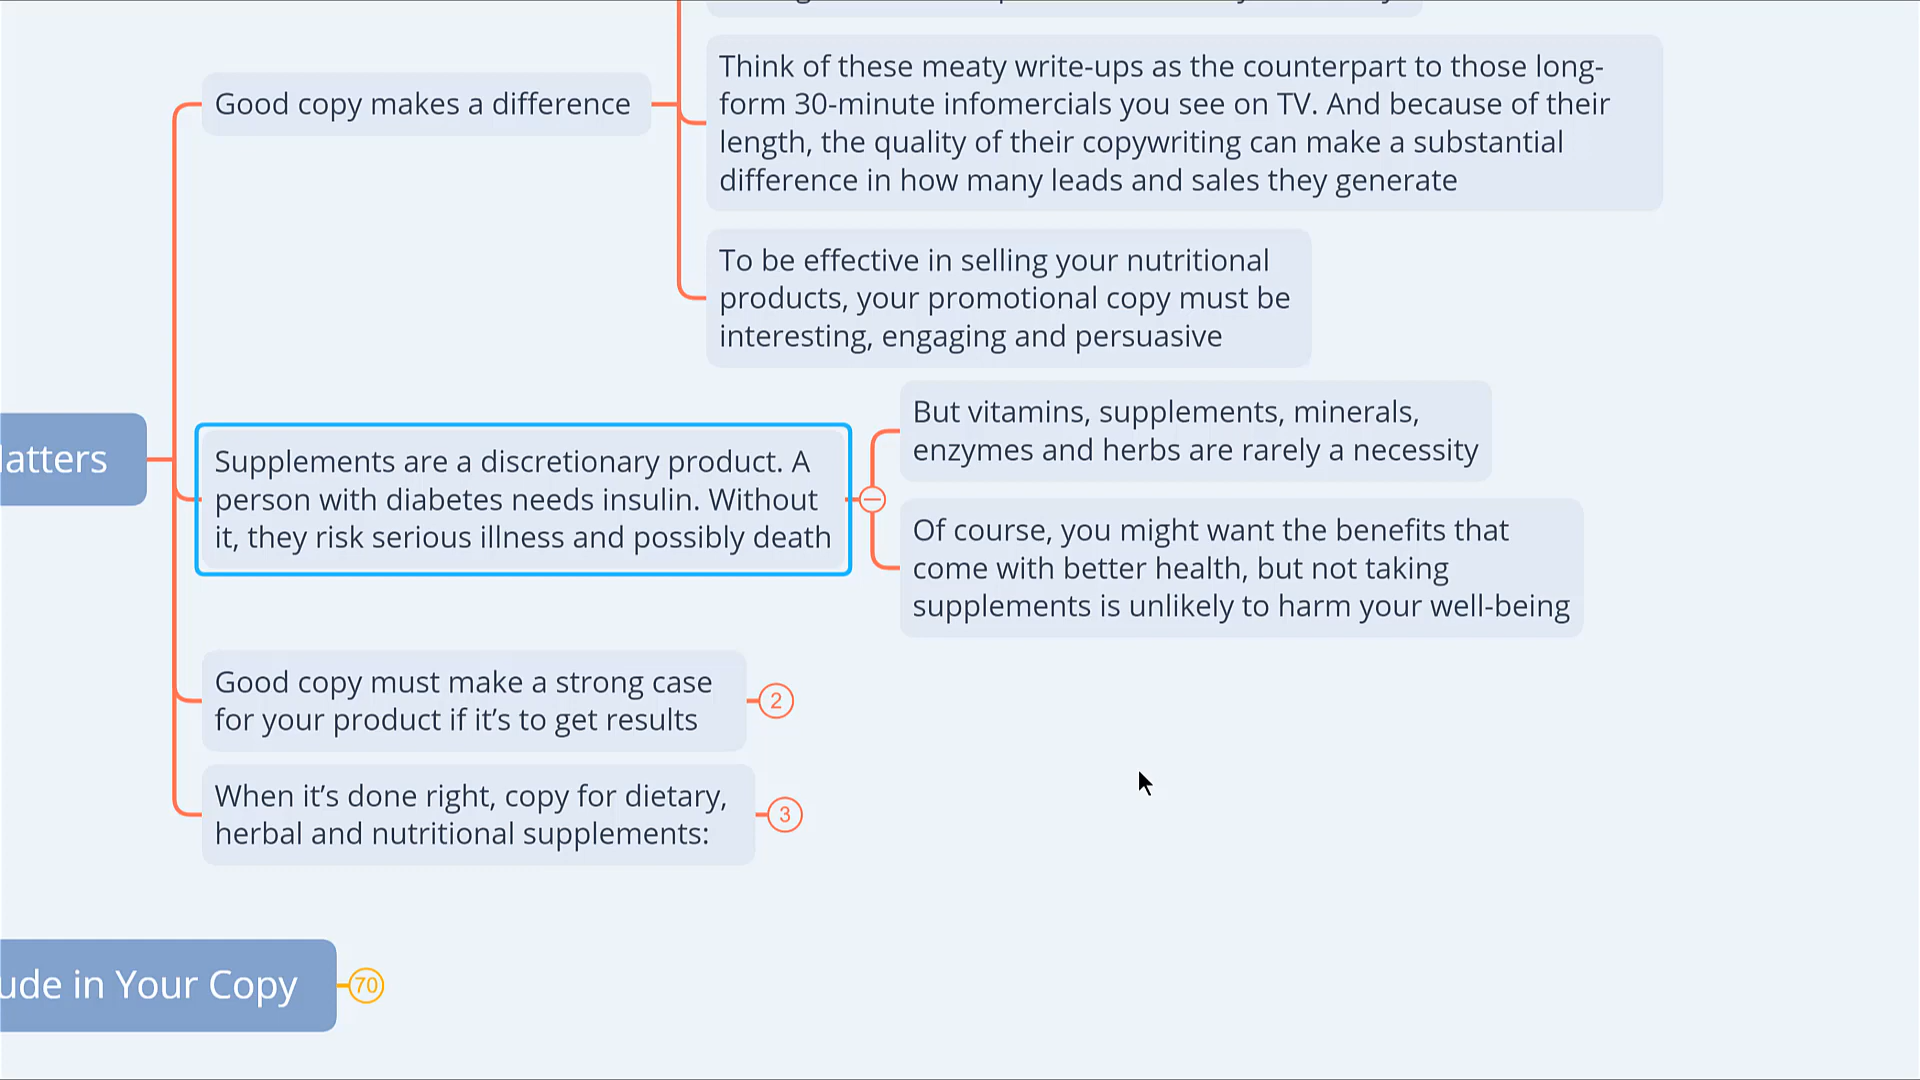 Think of these meaty write-ups as the counterpart to those long-
form 30-minute infomercials you see on TV. And because of their
length, the quality of their copywriting can make a substantial
difference in how many leads and sales they generate
Good copy makes a difference
To be effective in selling your nutritional
products, your promotional copy must be
interesting, engaging and persuasive
atters
Supplements are a discretionary product. A
person with diabetes needs insulin. Without
it, they risk serious illness and possibly death
But vitamins, supplements, minerals,
enzymes and herbs are rarely a necessity
Of course, you might want the benefits that
come with better health, but not taking
supplements is unlikely to harm your well-being
Good copy must make a strong case
for your product if it’s to get results
2
When it’s done right, copy for dietary,
herbal and nutritional supplements:
3
ude in Your Copy
70